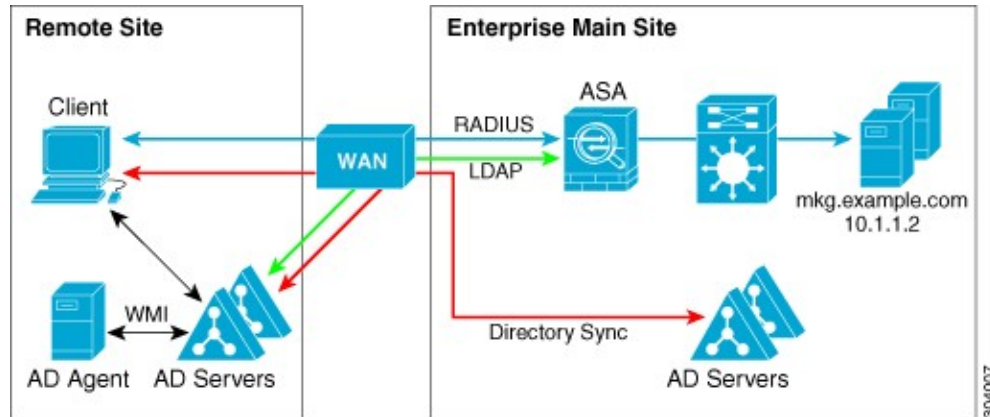 Remote Site
Enterprise Main Site
Client
ASA
RADIUS
WAN
LDAP
mkg.example.com
10.1.1.2
WMI
Directory Sync
AD Agent
AD Servers
AD Servers
304007